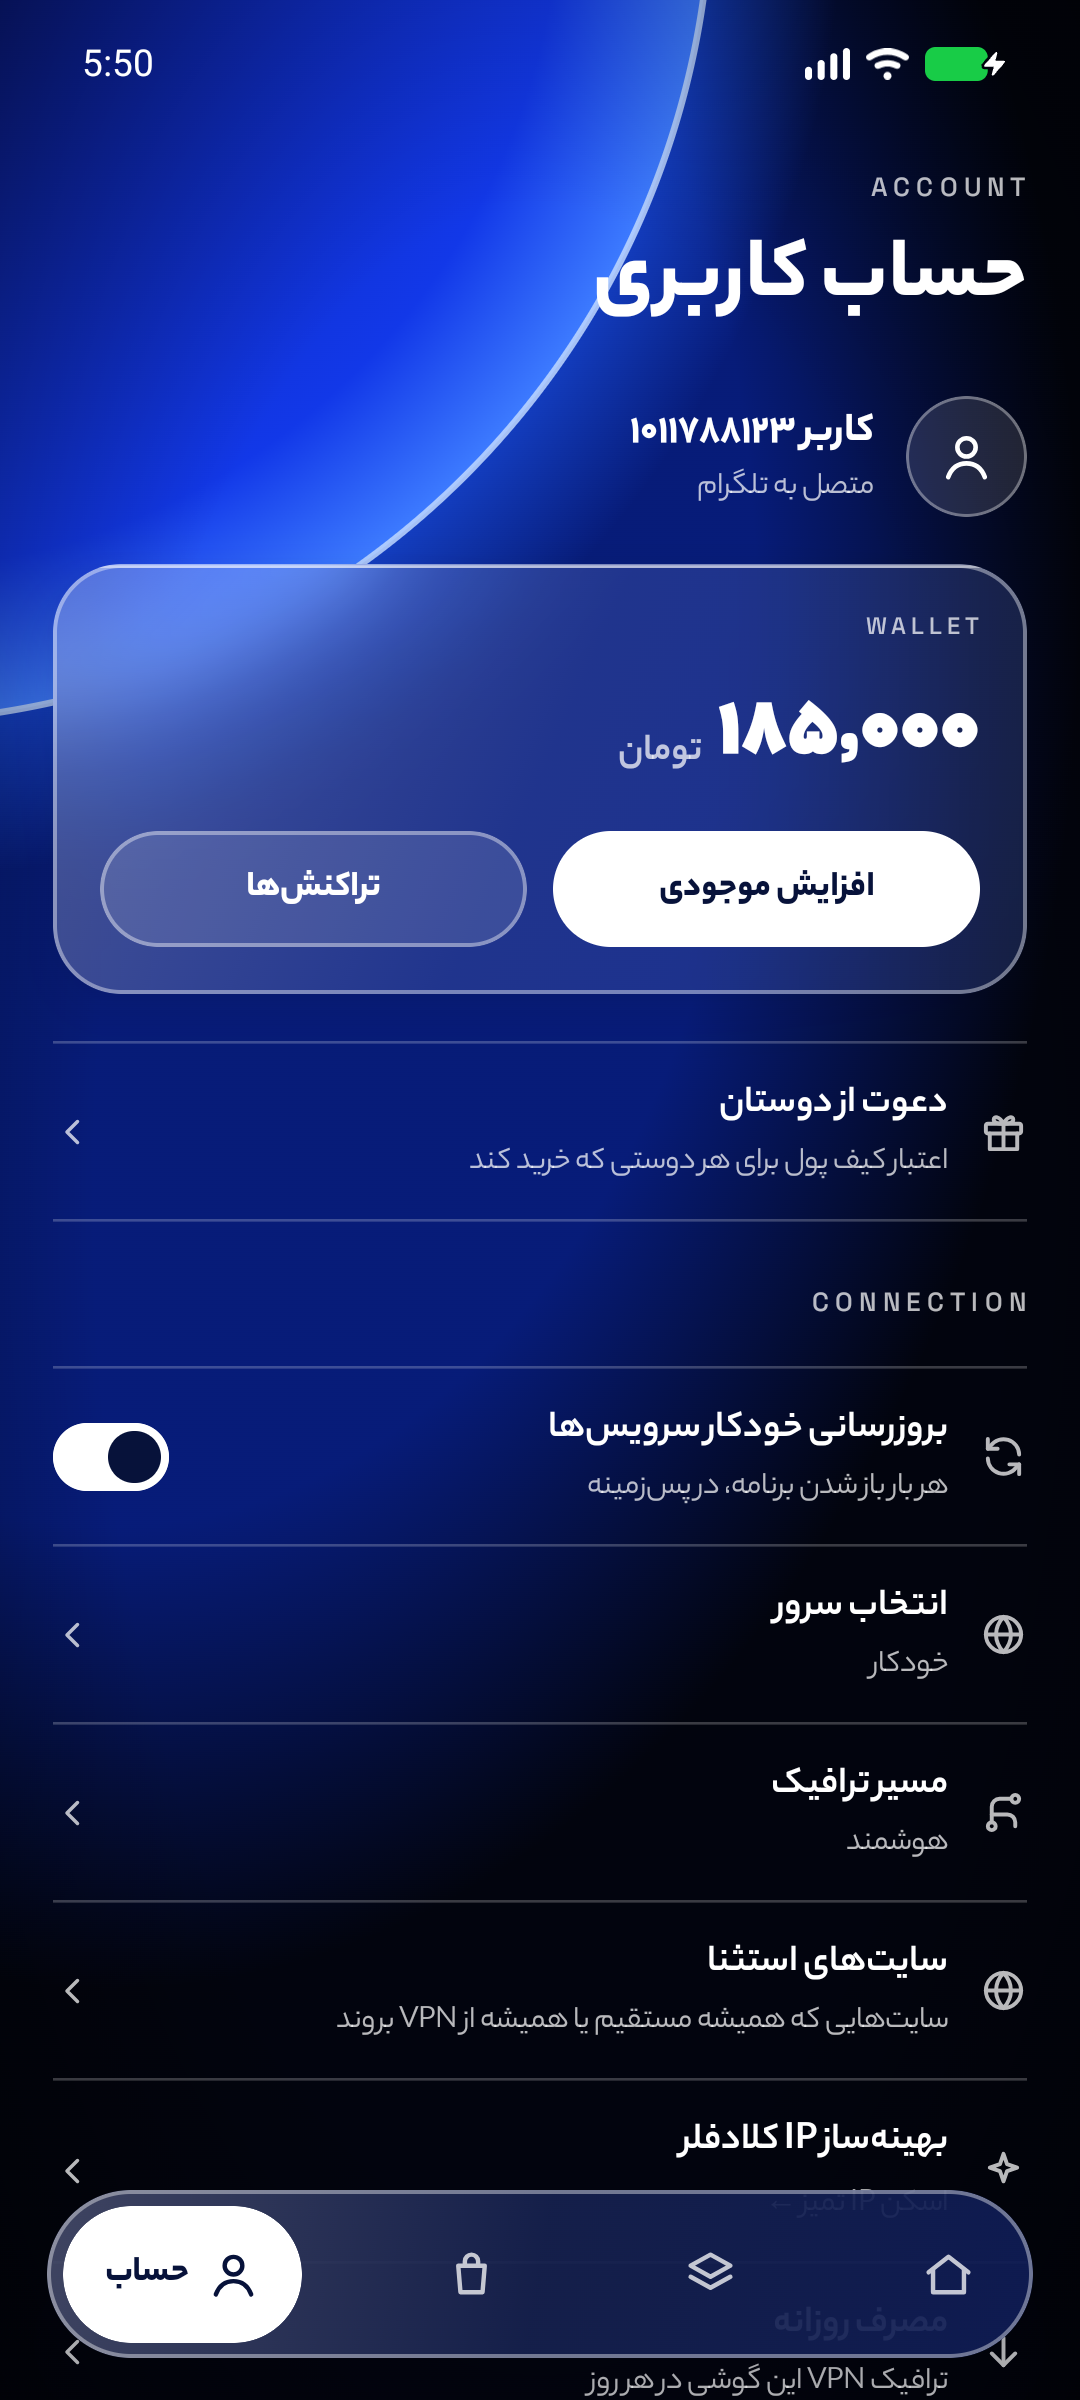 5:50
ACCOUNT
حساب کاربری
کاربر ۱۰۱۱۷۸۸۱۲۳
متصل به تلگرام
WALLET
۱۸۵,۰۰۰ تومان
افزایش موجودی
تراکنش‌ها
دعوت از دوستان
اعتبار کیف پول برای هر دوستی که خرید کند
CONNECTION
بروزرسانی خودکار سرویس‌ها
هر بار باز شدن برنامه، در پس‌زمینه
انتخاب سرور
خودکار
مسیر ترافیک
هوشمند
سایت‌های استثنا
سایت‌هایی که همیشه مستقیم یا همیشه از VPN بروند
بهینه‌ساز IP کلادفلر
اسکن IP تمیز ←
مصرف روزانه
ترافیک VPN این گوشی در هر روز
حساب